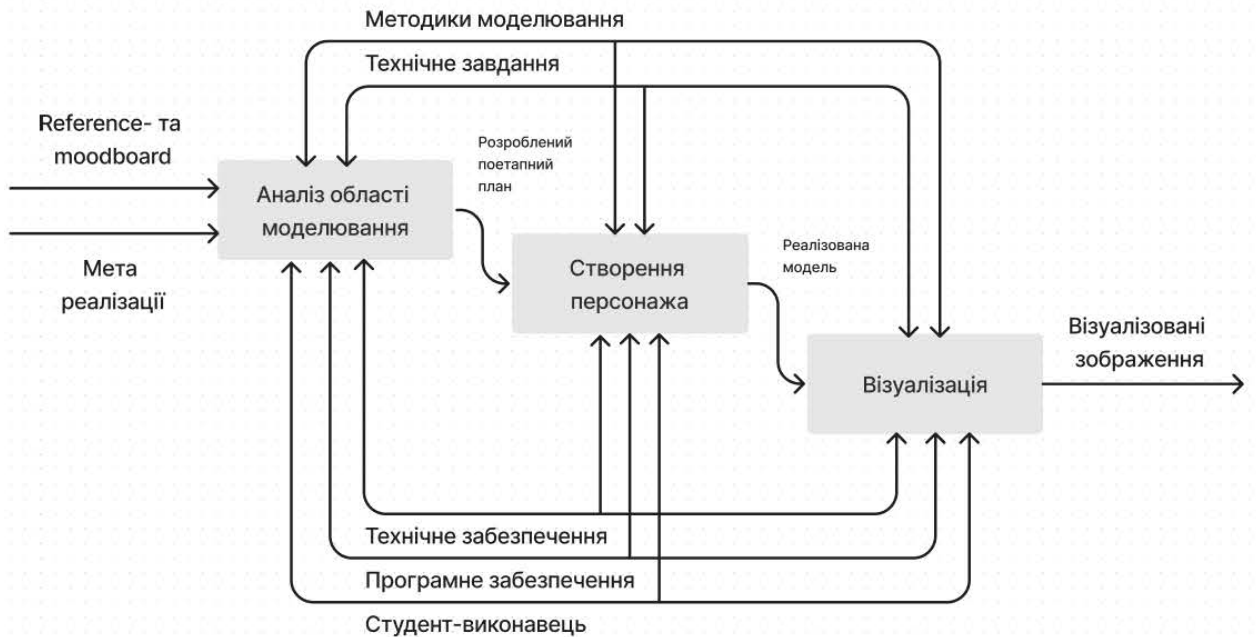 Методики моделювання
Технічне завдання
Reference- та
moodboard
Розроблений
поетапний
план
Аналіз області
моделювання
Мета
реалізації
Створення
персонажа
Реалізована
модель
Візуалізовані
зображення
Візуалізація
Технічне забезпечення
Програмне забезпечення
Студент-виконавець